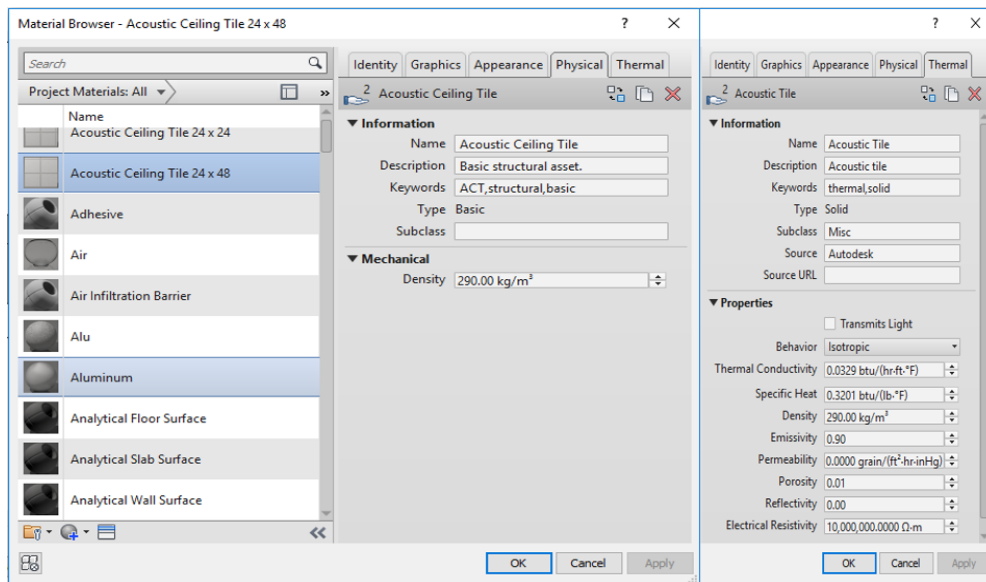 Material Browser - Acoustic Ceiling Tile 24 x 48
?
Search
Project Materials: All
»
Name
Acoustic Ceiling Tile 24 x 24
Acoustic Ceiling Tile 24 x 48
Adhesive
Air
Air Infiltration Barrier
Alu
Aluminum
Analytical Floor Surface
Analytical Slab Surface
Analytical Wall Surface
Identity Graphics Appearance Physical Thermal
2 Acoustic Ceiling Tile
Information
Name Acoustic Ceiling Tile
Description Basic structural asset.
Keywords ACT,structural,basic
Type Basic
Subclass
Mechanical
Density 290.00 kg/m³
OK Cancel Apply
?
Identity Graphics Appearance Physical Thermal
2 Acoustic Tile
Information
Name Acoustic Tile
Description Acoustic tile
Keywords thermal,solid
Type Solid
Subclass Misc
Source Autodesk
Source URL
Properties
Transmits Light
Behavior Isotropic
Thermal Conductivity 0.0329 btu/(hr·ft·°F)
Specific Heat 0.3201 btu/(lb·°F)
Density 290.00 kg/m³
Emissivity 0.90
Permeability 0.0000 grain/(ft²·hr·inHg)
Porosity 0.01
Reflectivity 0.00
Electrical Resistivity 10,000,000.0000 Ω·m
OK Cancel Apply